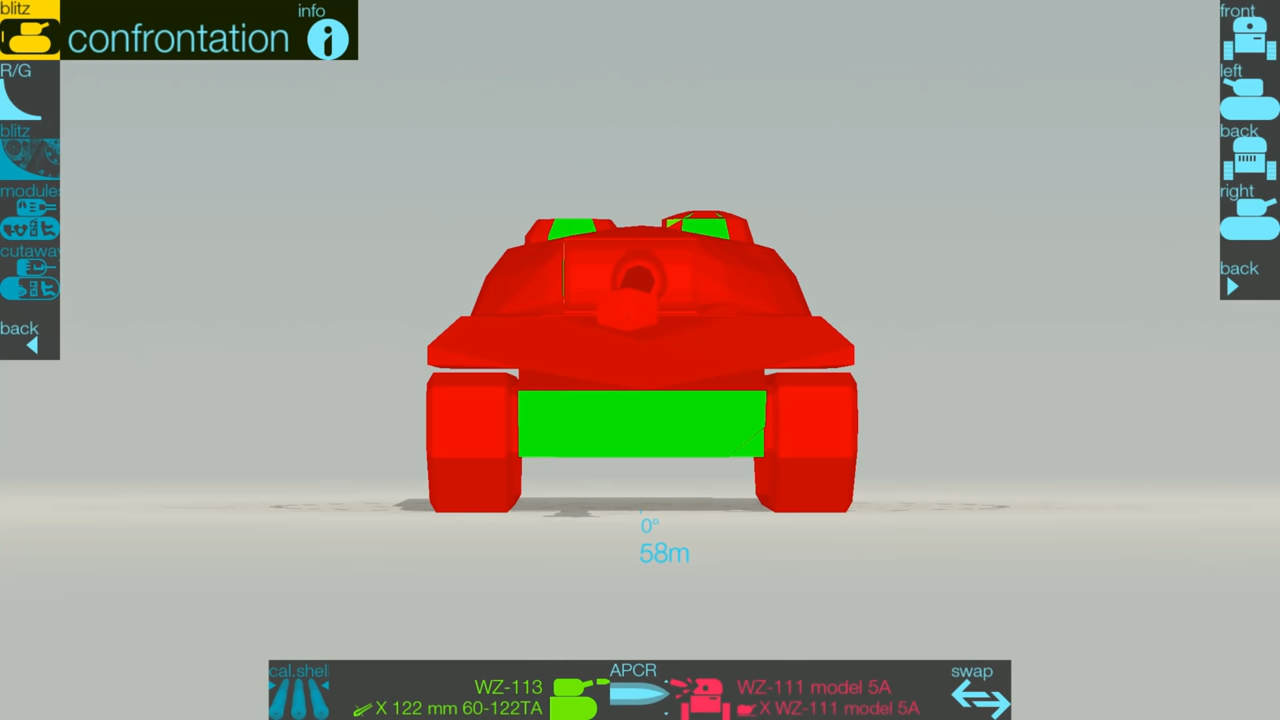 blitz
info
confrontation
R/G
blitz
module
cutaway
back
front
left
back
right
back
0°
58m
cal.shell
APCR
swap
WZ-113
WZ-111 model 5A
X 122 mm 60-122TA
X WZ-111 model 5A